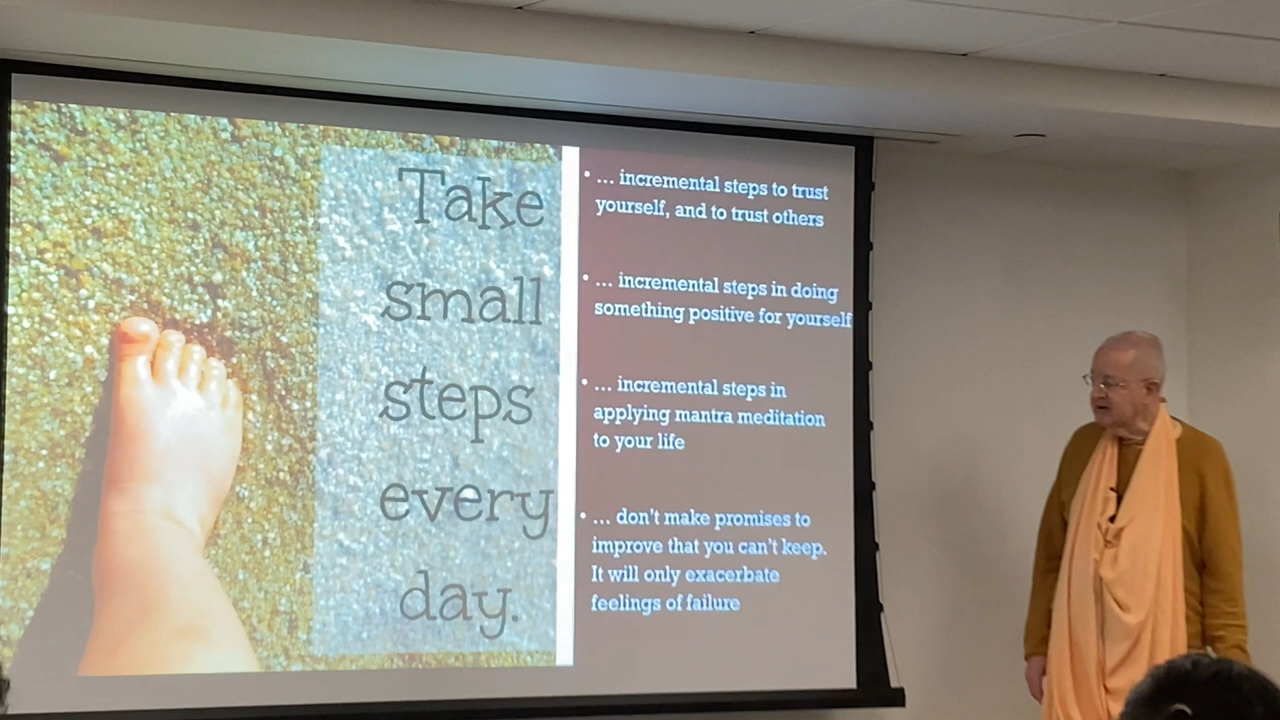 Take
small
steps
every
day.
• ... incremental steps to trust
yourself, and to trust others
• ... incremental steps in doing
something positive for yourself
• ... incremental steps in
applying mantra meditation
to your life
• ... don't make promises to
improve that you can't keep.
It will only exacerbate
feelings of failure